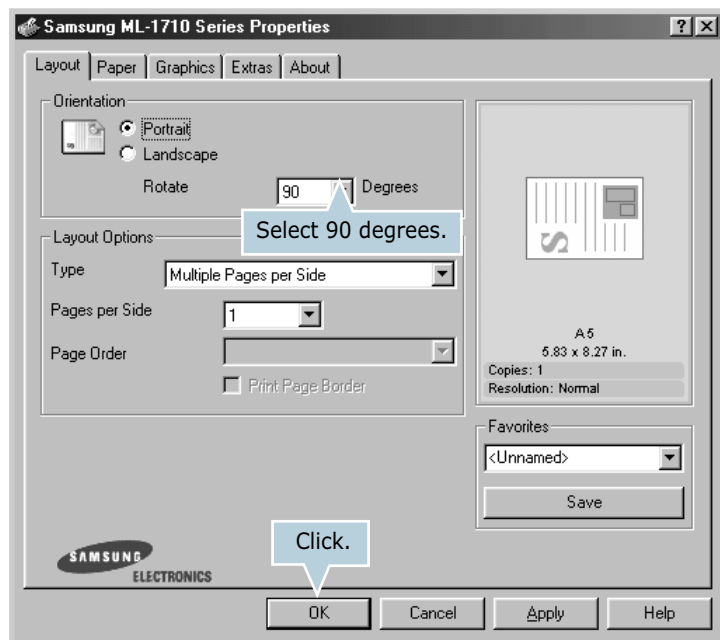 Samsung ML-1710 Series Properties
Layout Paper Graphics Extras About
Orientation
Portrait
Landscape
Rotate 90 Degrees
Select 90 degrees.
Layout Options
Type Multiple Pages per Side
Pages per Side 1
Page Order
Print Page Border
A5
5.83 x 8.27 in.
Copies: 1
Resolution: Normal
Favorites
<Unnamed>
Save
SAMSUNG
ELECTRONICS
Click.
OK Cancel Apply Help